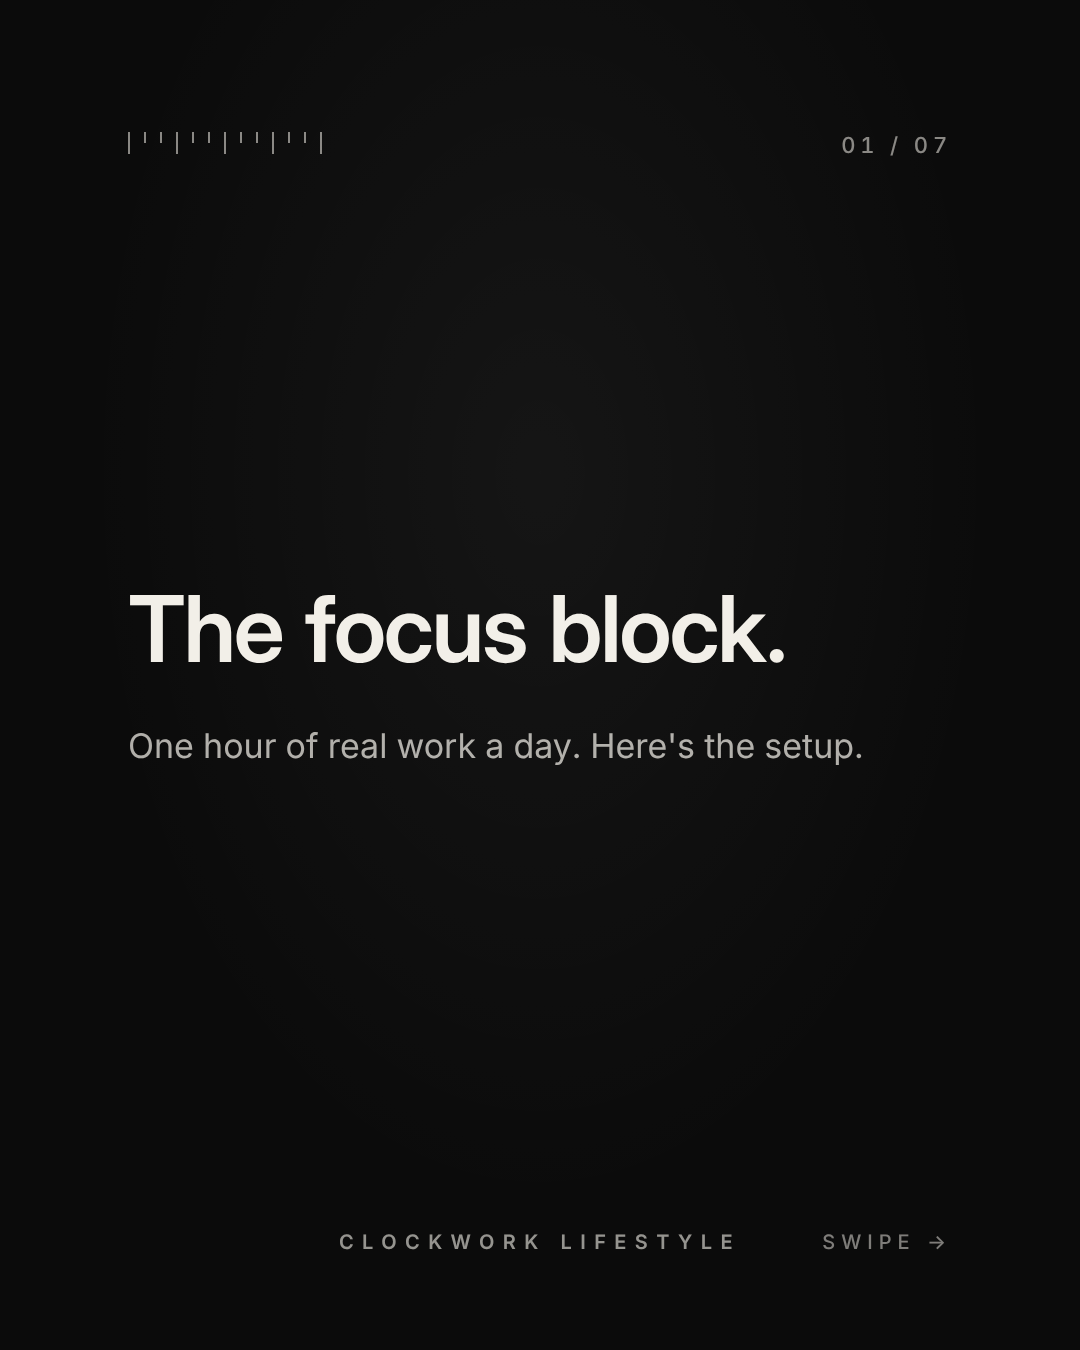 01 / 07
The focus block.
One hour of real work a day. Here's the setup.
CLOCKWORK LIFESTYLE
SWIPE →